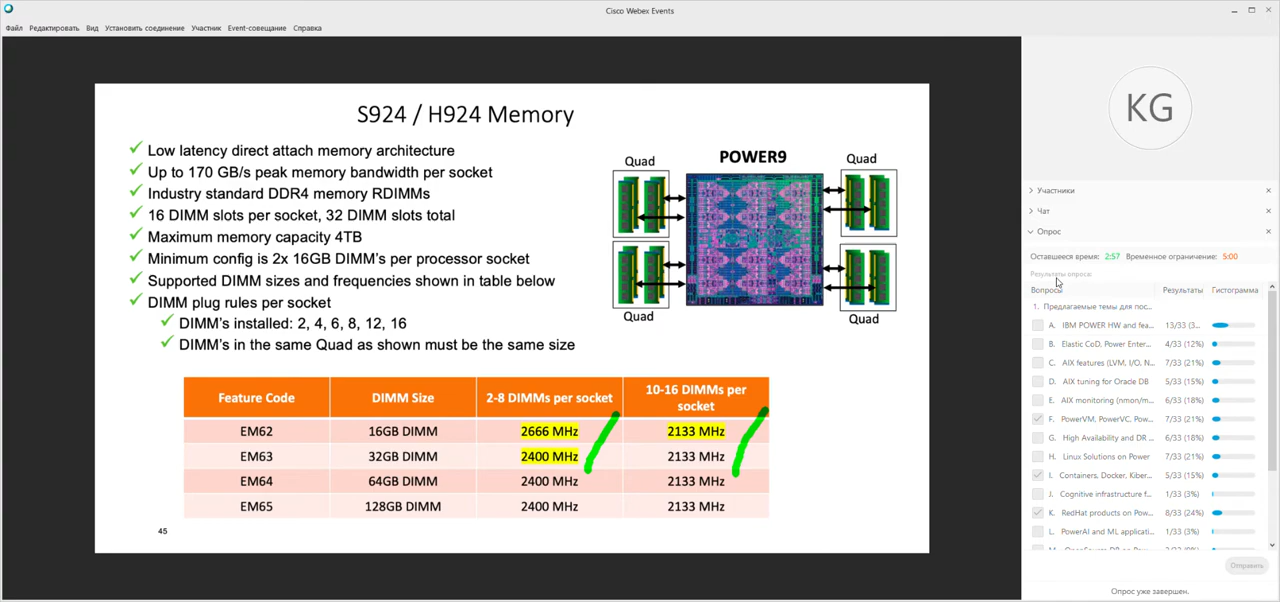 Cisco Webex Events
Файл Редактировать Вид Установить соединение Участник Event-совещание Справка
S924 / H924 Memory
Low latency direct attach memory architecture
Up to 170 GB/s peak memory bandwidth per socket
Industry standard DDR4 memory RDIMMs
16 DIMM slots per socket, 32 DIMM slots total
Maximum memory capacity 4TB
Minimum config is 2x 16GB DIMM's per processor socket
Supported DIMM sizes and frequencies shown in table below
DIMM plug rules per socket
DIMM's installed: 2, 4, 6, 8, 12, 16
DIMM's in the same Quad as shown must be the same size
Quad POWER9 Quad
Quad Quad
Feature Code DIMM Size 2-8 DIMMs per socket 10-16 DIMMs per
socket
EM62 16GB DIMM 2666 MHz 2133 MHz
EM63 32GB DIMM 2400 MHz 2133 MHz
EM64 64GB DIMM 2400 MHz 2133 MHz
EM65 128GB DIMM 2400 MHz 2133 MHz
45
KG
Участники
Чат
Опрос
Оставшееся время: 2:57 Временное ограничение: 5:00
Результаты опроса:
Вопросы Результаты Гистограмма
1. Предлагаемые темы для пос...
A. IBM POWER HW and fea... 13/33 (3...
B. Elastic CoD, Power Enter... 4/33 (12%)
C. AIX features (LVM, I/O, N... 7/33 (21%)
D. AIX tuning for Oracle DB 5/33 (15%)
E. AIX monitoring (nmon/m... 6/33 (18%)
F. PowerVM, PowerVC, Pow... 7/33 (21%)
G. High Availability and DR ... 6/33 (18%)
H. Linux Solutions on Power 7/33 (21%)
I. Containers, Docker, Kiber... 5/33 (15%)
J. Cognitive infrastructure f... 1/33 (3%)
K. RedHat products on Pow... 8/33 (24%)
L. PowerAI and ML applicati... 1/33 (3%)
Отправить
Опрос уже завершен.